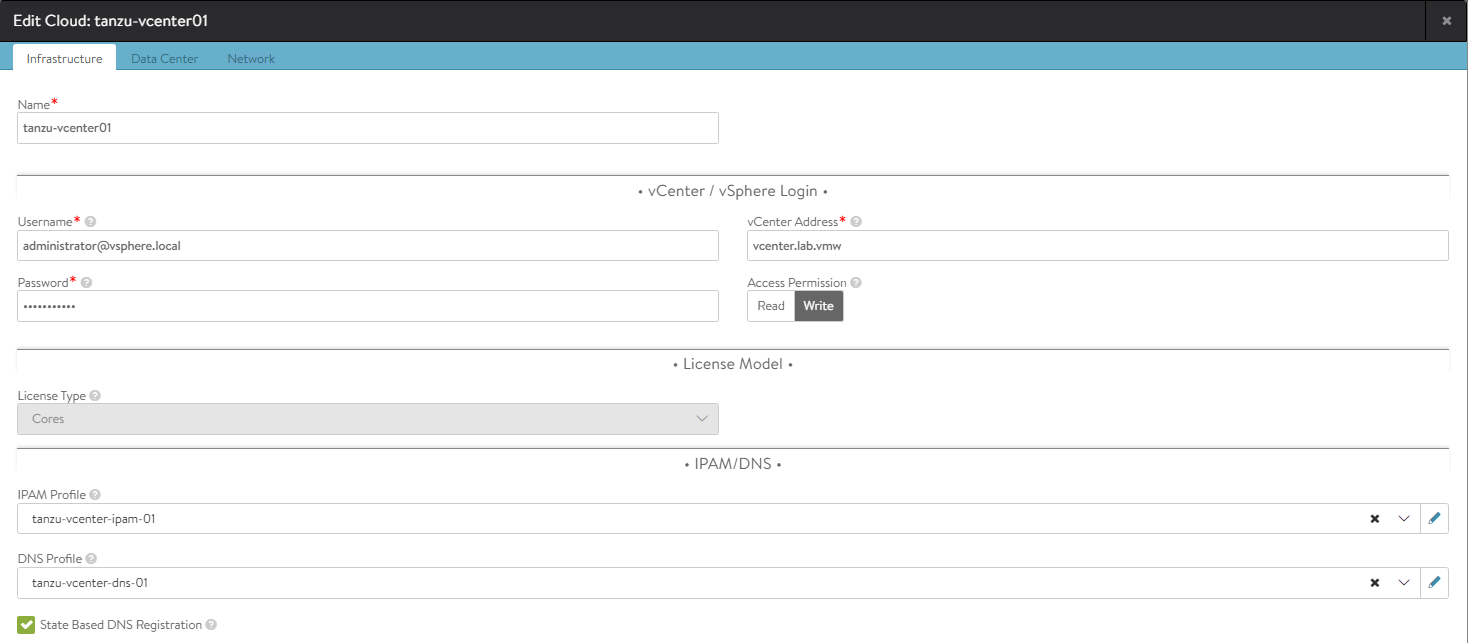 Edit Cloud: tanzu-vcenter01
Infrastructure Data Center Network
Name*
tanzu-vcenter01
• vCenter / vSphere Login •
Username* vCenter Address*
administrator@vsphere.local vcenter.lab.vmw
Password* Access Permission
••••••••••• Read Write
• License Model •
License Type
Cores
• IPAM/DNS •
IPAM Profile
tanzu-vcenter-ipam-01
DNS Profile
tanzu-vcenter-dns-01
State Based DNS Registration